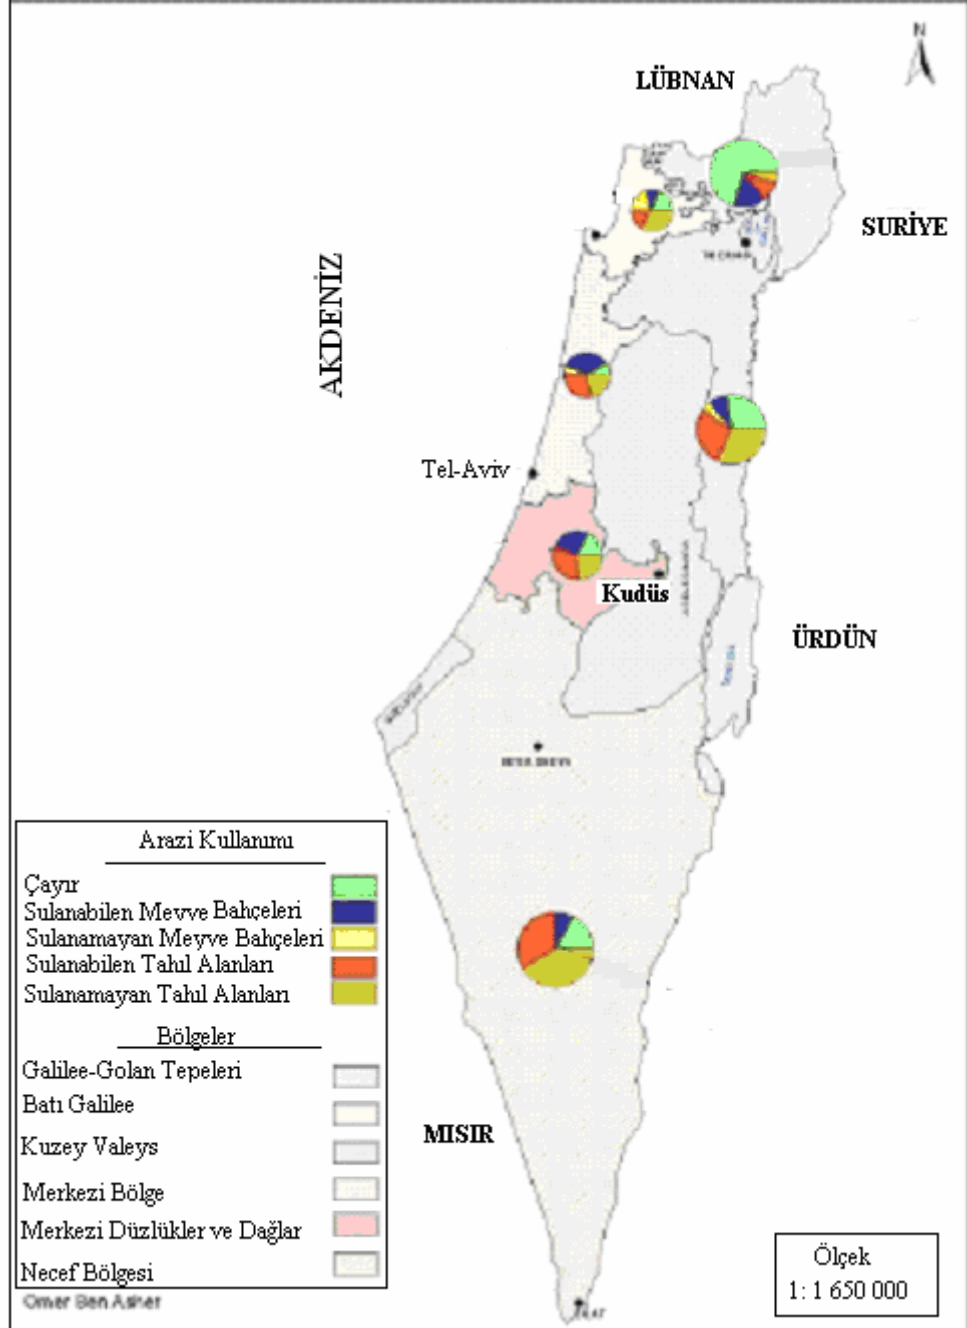 N
LÜBNAN
SURİYE
AKDENİZ
Tel-Aviv
Kudüs
ÜRDÜN
MISIR
Arazi Kullanımı
Çayır
Sulanabilen Meyve Bahçeleri
Sulanamayan Meyve Bahçeleri
Sulanabilen Tahıl Alanları
Sulanamayan Tahıl Alanları
Bölgeler
Galilee-Golan Tepeleri
Batı Galilee
Kuzey Valeys
Merkezi Bölge
Merkezi Düzlükler ve Dağlar
Necef Bölgesi
Omer Ben Asher
Ölçek
1: 1 650 000